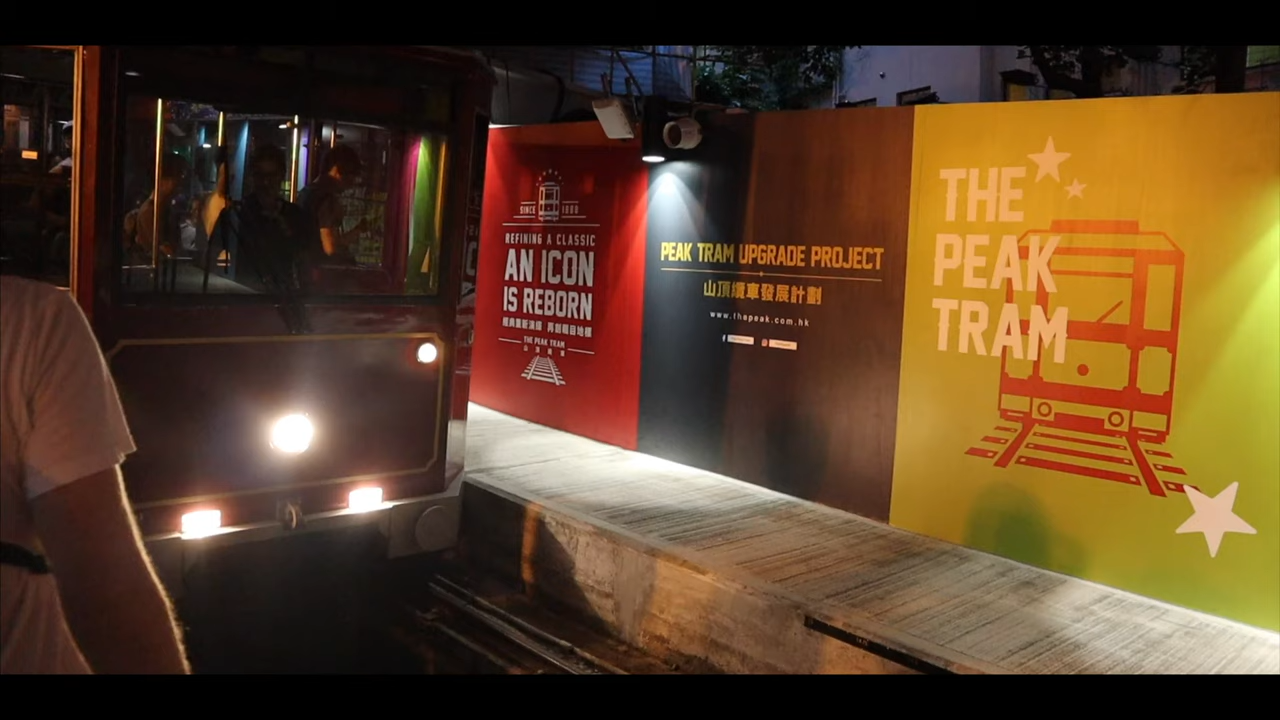 SINCE 1888
REFINING A CLASSIC
AN ICON
IS REBORN
經典重新演繹 再創矚目地標
THE PEAK TRAM
山頂纜車
PEAK TRAM UPGRADE PROJECT
山頂纜車發展計劃
www.thepeak.com.hk
THE
PEAK
TRAM